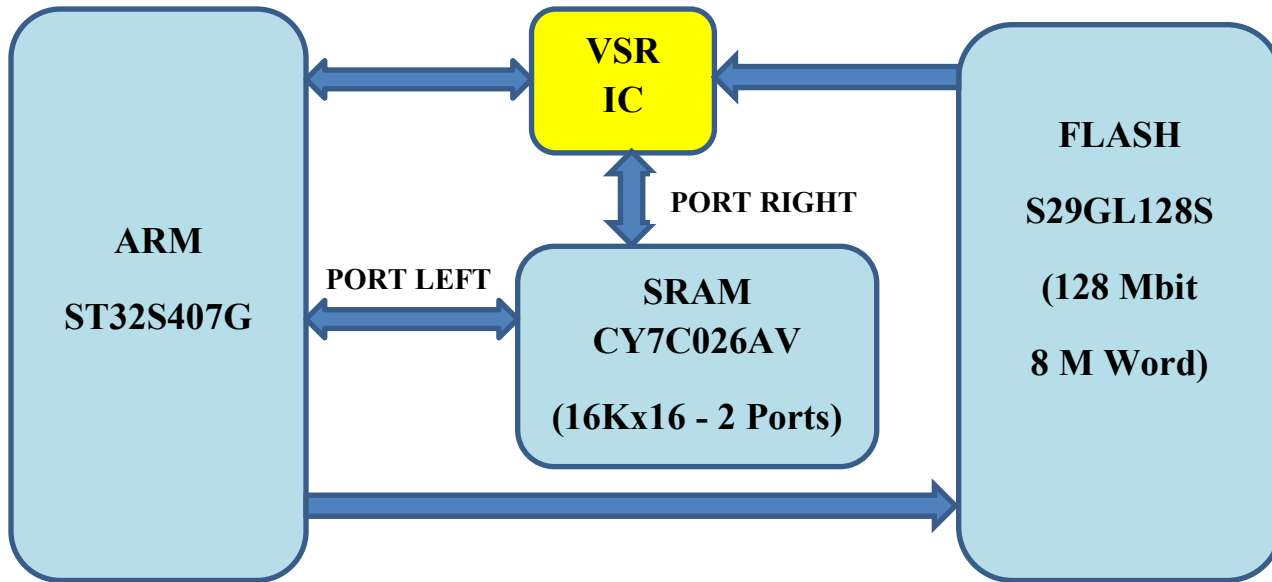 VSR
IC
PORT RIGHT
ARM
ST32S407G
PORT LEFT
SRAM
CY7C026AV
(16Kx16 - 2 Ports)
FLASH
S29GL128S
(128 Mbit
8 M Word)